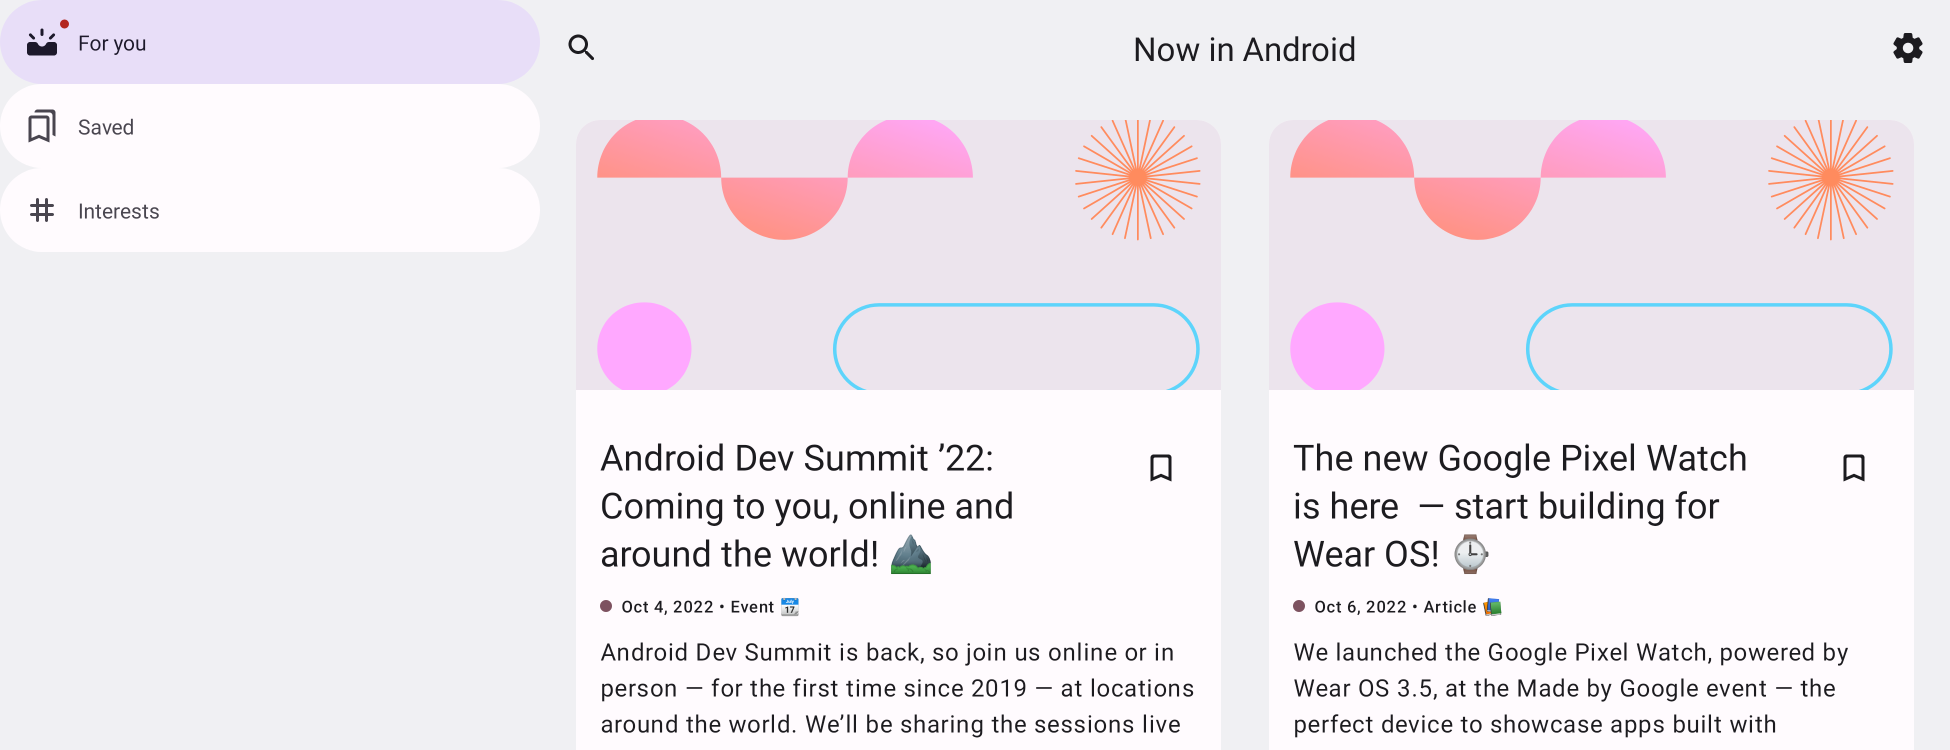 For you
Saved
Interests
Now in Android
Android Dev Summit ’22:
Coming to you, online and
around the world! ⛰️
Oct 4, 2022 • Event 📆
Android Dev Summit is back, so join us online or in
person — for the first time since 2019 — at locations
around the world. We’ll be sharing the sessions live
The new Google Pixel Watch
is here  — start building for
Wear OS! ⌚
Oct 6, 2022 • Article 📚
We launched the Google Pixel Watch, powered by
Wear OS 3.5, at the Made by Google event — the
perfect device to showcase apps built with